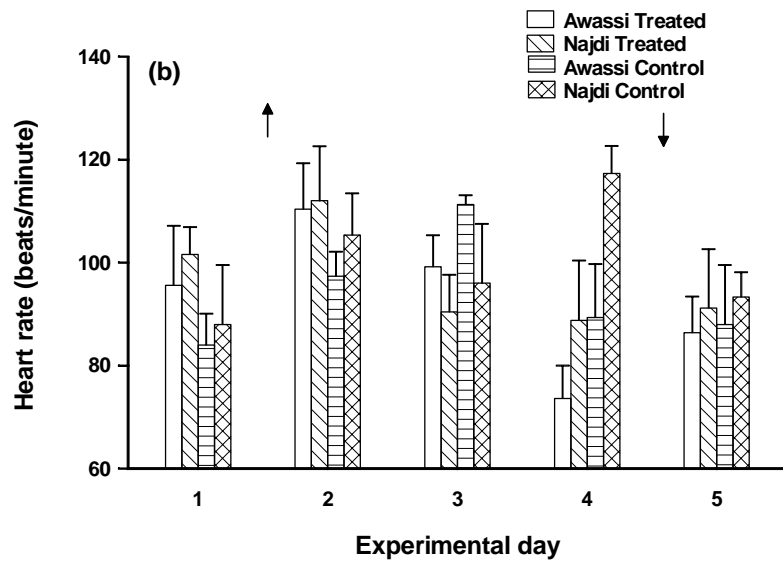 Awassi Treated
Najdi Treated
Awassi Control
Najdi Control
(b)
140
120
100
80
60
Heart rate (beats/minute)
1 2 3 4 5
Experimental day